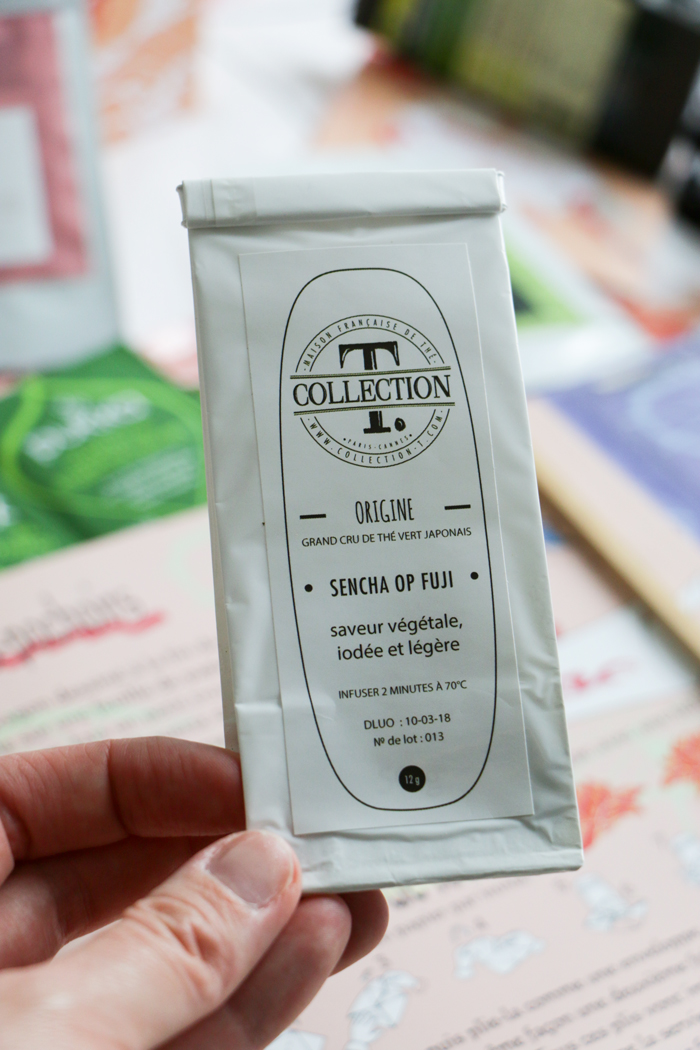 · MAISON FRANÇAISE DE THÉ ·
T.
COLLECTION
• PARIS-CANNES •
· WWW.COLLECTION-T.COM ·
ORIGINE
GRAND CRU DE THÉ VERT JAPONAIS
• SENCHA OP FUJI •
saveur végétale,
iodée et légère
INFUSER 2 MINUTES À 70°C
DLUO : 10-03-18
Nº de lot : 013
12g